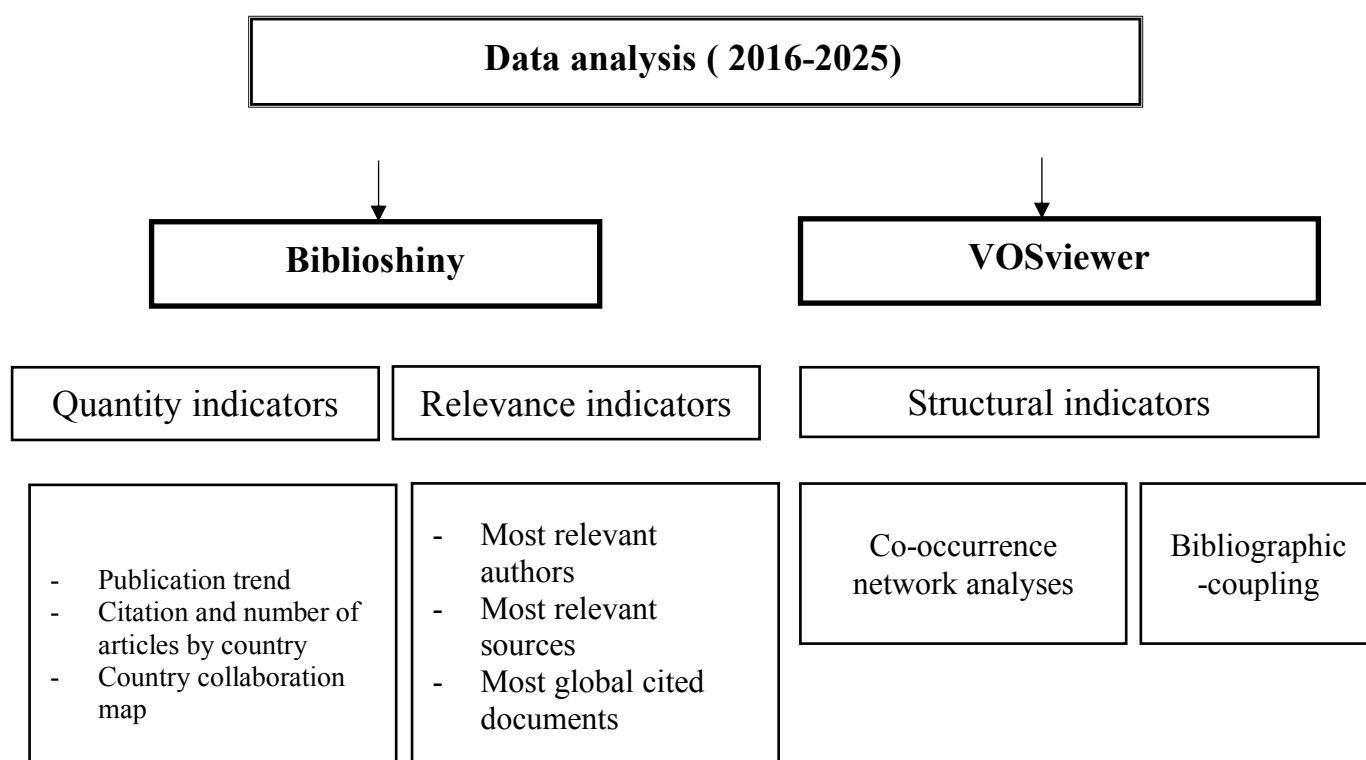 Data analysis ( 2016-2025)
Biblioshiny
VOSviewer
Quantity indicators
Relevance indicators
Structural indicators
- Publication trend
- Citation and number of
articles by country
- Country collaboration
map
- Most relevant
authors
- Most relevant
sources
- Most global cited
documents
Co-occurrence
network analyses
Bibliographic
-coupling